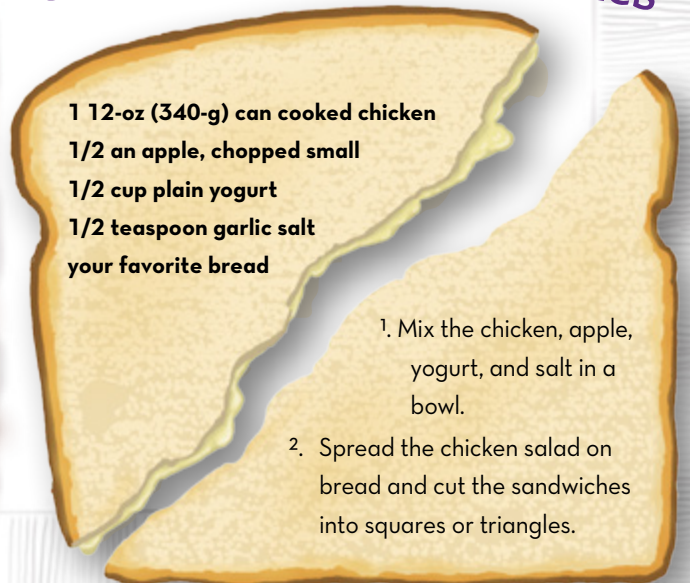 1 12-oz (340-g) can cooked chicken
1/2 an apple, chopped small
1/2 cup plain yogurt
1/2 teaspoon garlic salt
your favorite bread
1. Mix the chicken, apple,
yogurt, and salt in a
bowl.
2. Spread the chicken salad on
bread and cut the sandwiches
into squares or triangles.